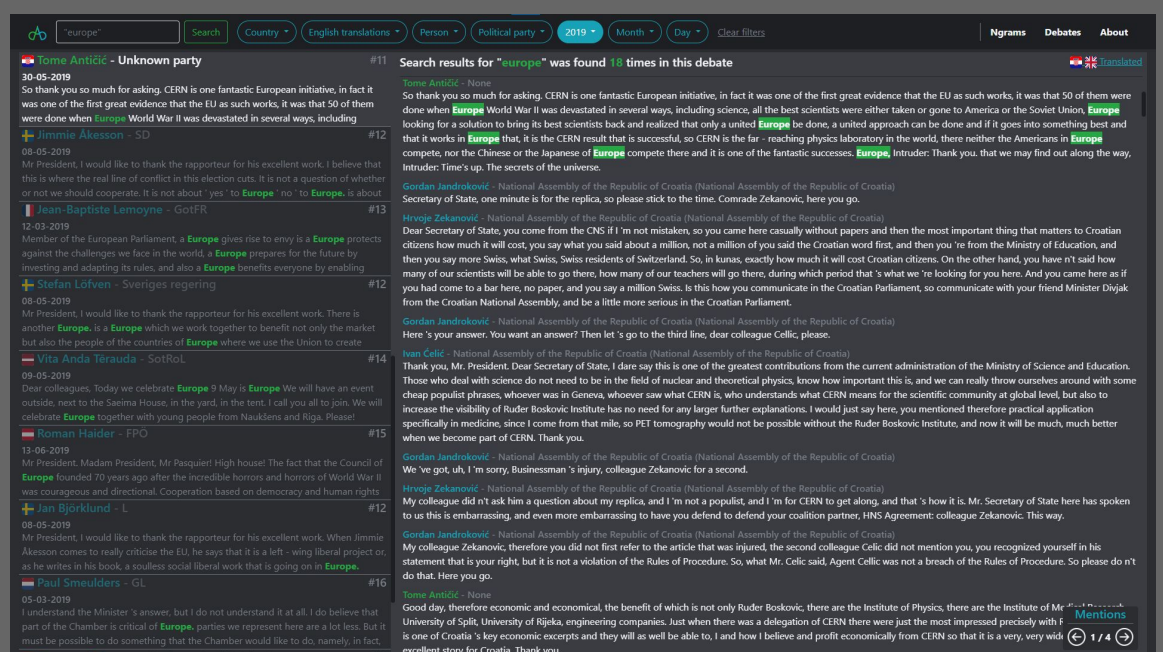 "europe" Search Country English translations Person Political party 2019 Month Day Clear filters Ngrams Debates About
Tome Antičić - Unknown party #11
30-05-2019
So thank you so much for asking. CERN is one fantastic European initiative, in fact it
was one of the first great evidence that the EU as such works, it was that 50 of them
were done when Europe World War II was devastated in several ways, including
Jimmie Åkesson - SD #12
08-05-2019
Mr President, I would like to thank the rapporteur for his excellent work. I believe that
this is where the real line of conflict in this election cuts. It is not a question of whether
or not we should cooperate. It is not about ' yes ' to Europe ' no ' to Europe. is about
Jean-Baptiste Lemoyne - GotFR #13
12-03-2019
Member of the European Parliament, a Europe gives rise to envy is a Europe protects
against the challenges we face in the world, a Europe prepares for the future by
investing and adapting its rules, and also a Europe benefits everyone by enabling
Stefan Löfven - Sveriges regering #12
08-05-2019
Mr President, I would like to thank the rapporteur for his excellent work. There is
another Europe. is a Europe which we work together to benefit not only the market
but also the people of the countries of Europe where we use the Union to create
Vita Anda Tērauda - SotRoL #14
09-05-2019
Dear colleagues, Today we celebrate Europe 9 May is Europe We will have an event
outside, next to the Saeima House, in the yard, in the tent. I call you all to join. We will
celebrate Europe together with young people from Naukšens and Riga. Please!
Roman Haider - FPÖ #15
13-06-2019
Mr President. Madam President, Mr Pasquier! High house! The fact that the Council of
Europe founded 70 years ago after the incredible horrors and horrors of World War II
was courageous and directional. Cooperation based on democracy and human rights
Jan Björklund - L #12
08-05-2019
Mr President, I would like to thank the rapporteur for his excellent work. When Jimmie
Åkesson comes to really criticise the EU, he says that it is a left - wing liberal project or,
as he writes in his book, a soulless social liberal work that is going on in Europe.
Paul Smeulders - GL #16
05-03-2019
I understand the Minister 's answer, but I do not understand it at all. I do believe that
part of the Chamber is critical of Europe. parties we represent here are a lot less. But it
must be possible to do something that the Chamber would like to do, namely, in fact,
Search results for "europe" was found 18 times in this debate Translated
Tome Antičić - None
So thank you so much for asking. CERN is one fantastic European initiative, in fact it was one of the first great evidence that the EU as such works, it was that 50 of them were
done when Europe World War II was devastated in several ways, including science, all the best scientists were either taken or gone to America or the Soviet Union, Europe
looking for a solution to bring its best scientists back and realized that only a united Europe be done, a united approach can be done and if it goes into something best and
that it works in Europe that, it is the CERN result that is successful, so CERN is the far - reaching physics laboratory in the world, there neither the Americans in Europe
compete, nor the Chinese or the Japanese of Europe compete there and it is one of the fantastic successes. Europe, Intruder: Thank you. that we may find out along the way,
Intruder: Time's up. The secrets of the universe.
Gordan Jandroković - National Assembly of the Republic of Croatia (National Assembly of the Republic of Croatia)
Secretary of State, one minute is for the replica, so please stick to the time. Comrade Zekanovic, here you go.
Hrvoje Zekanović - National Assembly of the Republic of Croatia (National Assembly of the Republic of Croatia)
Dear Secretary of State, you come from the CNS if I 'm not mistaken, so you came here casually without papers and then the most important thing that matters to Croatian
citizens how much it will cost, you say what you said about a million, not a million of you said the Croatian word first, and then you 're from the Ministry of Education, and
then you say more Swiss, what Swiss, Swiss residents of Switzerland. So, in kunas, exactly how much it will cost Croatian citizens. On the other hand, you have n't said how
many of our scientists will be able to go there, how many of our teachers will go there, during which period that 's what we 're looking for you here. And you came here as if
you had come to a bar here, no paper, and you say a million Swiss. Is this how you communicate in the Croatian Parliament, so communicate with your friend Minister Divjak
from the Croatian National Assembly, and be a little more serious in the Croatian Parliament.
Gordan Jandroković - National Assembly of the Republic of Croatia (National Assembly of the Republic of Croatia)
Here 's your answer. You want an answer? Then let 's go to the third line, dear colleague Cellic, please.
Ivan Ćelić - National Assembly of the Republic of Croatia (National Assembly of the Republic of Croatia)
Thank you, Mr. President. Dear Secretary of State, I dare say this is one of the greatest contributions from the current administration of the Ministry of Science and Education.
Those who deal with science do not need to be in the field of nuclear and theoretical physics, know how important this is, and we can really throw ourselves around with some
cheap populist phrases, whoever was in Geneva, whoever saw what CERN is, who understands what CERN means for the scientific community at global level, but also to
increase the visibility of Ruđer Boskovic Institute has no need for any larger further explanations. I would just say here, you mentioned therefore practical application
specifically in medicine, since I come from that mile, so PET tomography would not be possible without the Ruđer Boskovic Institute, and now it will be much, much better
when we become part of CERN. Thank you.
Gordan Jandroković - National Assembly of the Republic of Croatia (National Assembly of the Republic of Croatia)
We 've got, uh, I 'm sorry, Businessman 's injury, colleague Zekanovic for a second.
Hrvoje Zekanović - National Assembly of the Republic of Croatia (National Assembly of the Republic of Croatia)
My colleague did n't ask him a question about my replica, and I 'm not a populist, and I 'm for CERN to get along, and that 's how it is. Mr. Secretary of State here has spoken
to us this is embarrassing, and even more embarrassing to have you defend to defend your coalition partner, HNS Agreement: colleague Zekanovic. This way.
Gordan Jandroković - National Assembly of the Republic of Croatia (National Assembly of the Republic of Croatia)
My colleague Zekanovic, therefore you did not first refer to the article that was injured, the second colleague Celic did not mention you, you recognized yourself in his
statement that is your right, but it is not a violation of the Rules of Procedure. So, what Mr. Celic said, Agent Cellic was not a breach of the Rules of Procedure. So please do n't
do that. Here you go.
Tome Antičić - None
Good day, therefore economic and economical, the benefit of which is not only Ruđer Boskovic, there are the Institute of Physics, there are the Institute of Medical Research,
University of Split, University of Rijeka, engineering companies. Just when there was a delegation of CERN there were just the most impressed precisely with
is one of Croatia 's key economic excerpts and they will as well be able to, I and how I believe and profit economically from CERN so that it is a very, very
excellent story for Croatia. Thank you
Mentions
1 / 4